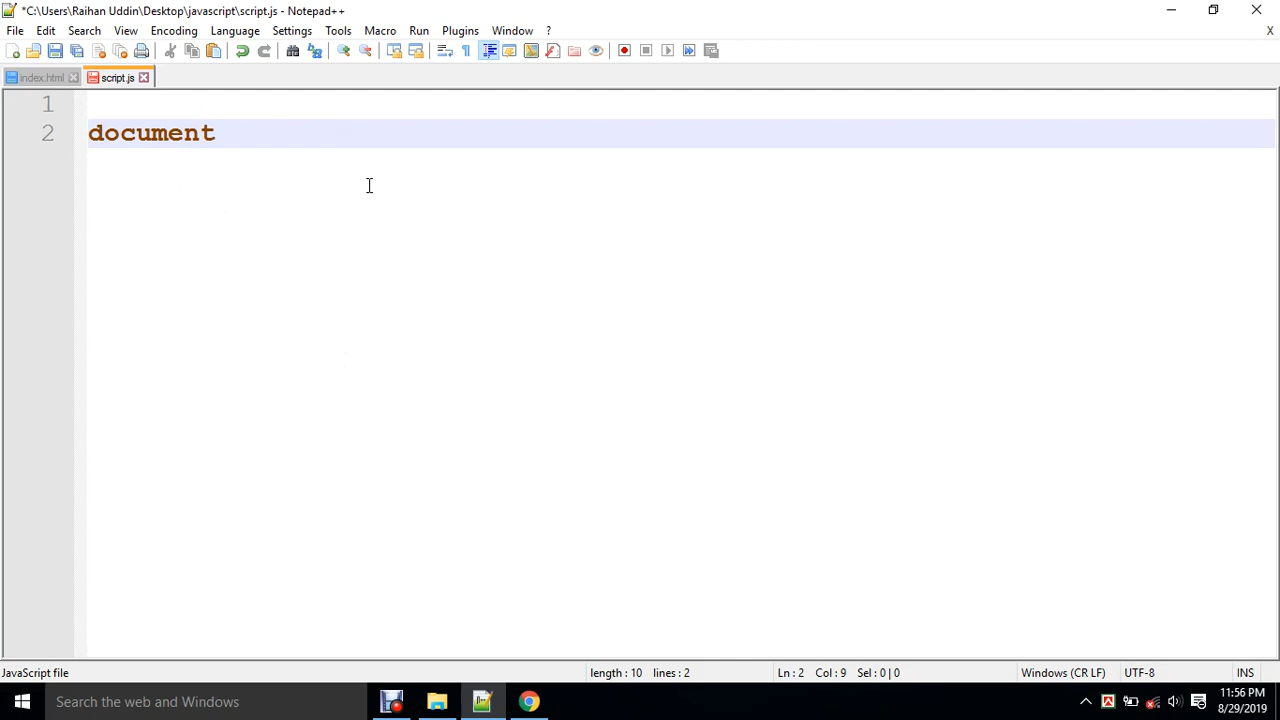 *C:\Users\Raihan Uddin\Desktop\javascript\script.js - Notepad++
File Edit Search View Encoding Language Settings Tools Macro Run Plugins Window ? X
index.html script.js
1
2 document
JavaScript file length : 10 lines : 2 Ln : 2 Col : 9 Sel : 0 | 0 Windows (CR LF) UTF-8 INS
Search the web and Windows
11:56 PM
8/29/2019